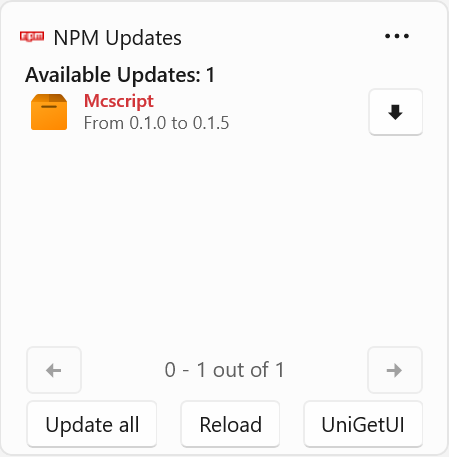 npm NPM Updates
Available Updates: 1
Mcscript
From 0.1.0 to 0.1.5
0 - 1 out of 1
Update all Reload UniGetUI